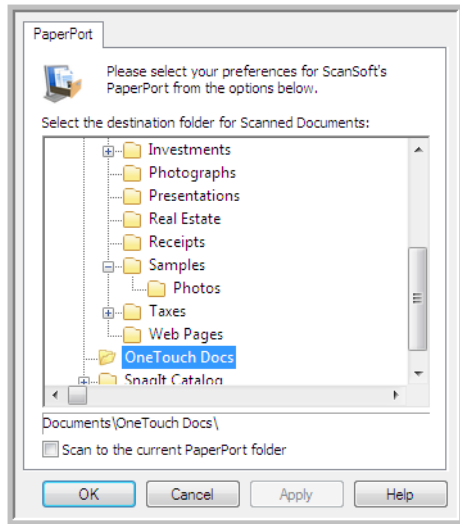 PaperPort
Please select your preferences for ScanSoft's
PaperPort from the options below.
Select the destination folder for Scanned Documents:
Investments
Photographs
Presentations
Real Estate
Receipts
Samples
Photos
Taxes
Web Pages
OneTouch Docs
SnagIt Catalog
Documents\OneTouch Docs\
Scan to the current PaperPort folder
OK Cancel Apply Help